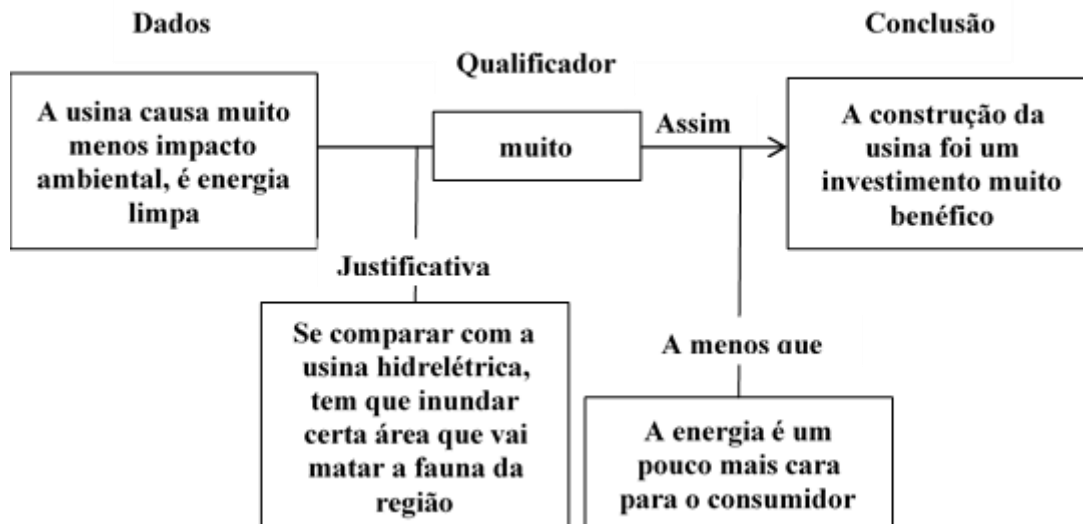 Dados
Conclusão
Qualificador
A usina causa muito
menos impacto
ambiental, é energia
limpa
muito
Assim
A construção da
usina foi um
investimento muito
benéfico
Justificativa
Se comparar com a
usina hidrelétrica,
tem que inundar
certa área que vai
matar a fauna da
região
A menos que
A energia é um
pouco mais cara
para o consumidor